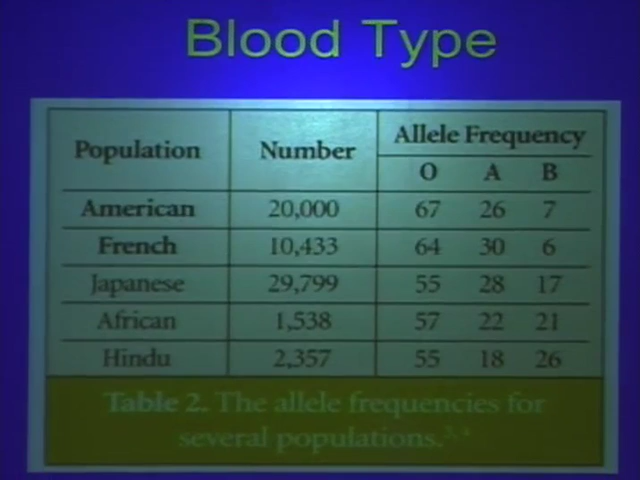 Blood Type
Allele Frequency
Population Number
O A B
American 20,000 67 26 7
French 10,433 64 30 6
Japanese 29,799 55 28 17
African 1,538 57 22 21
Hindu 2,357 55 18 26
Table 2. The allele frequencies for
several populations.